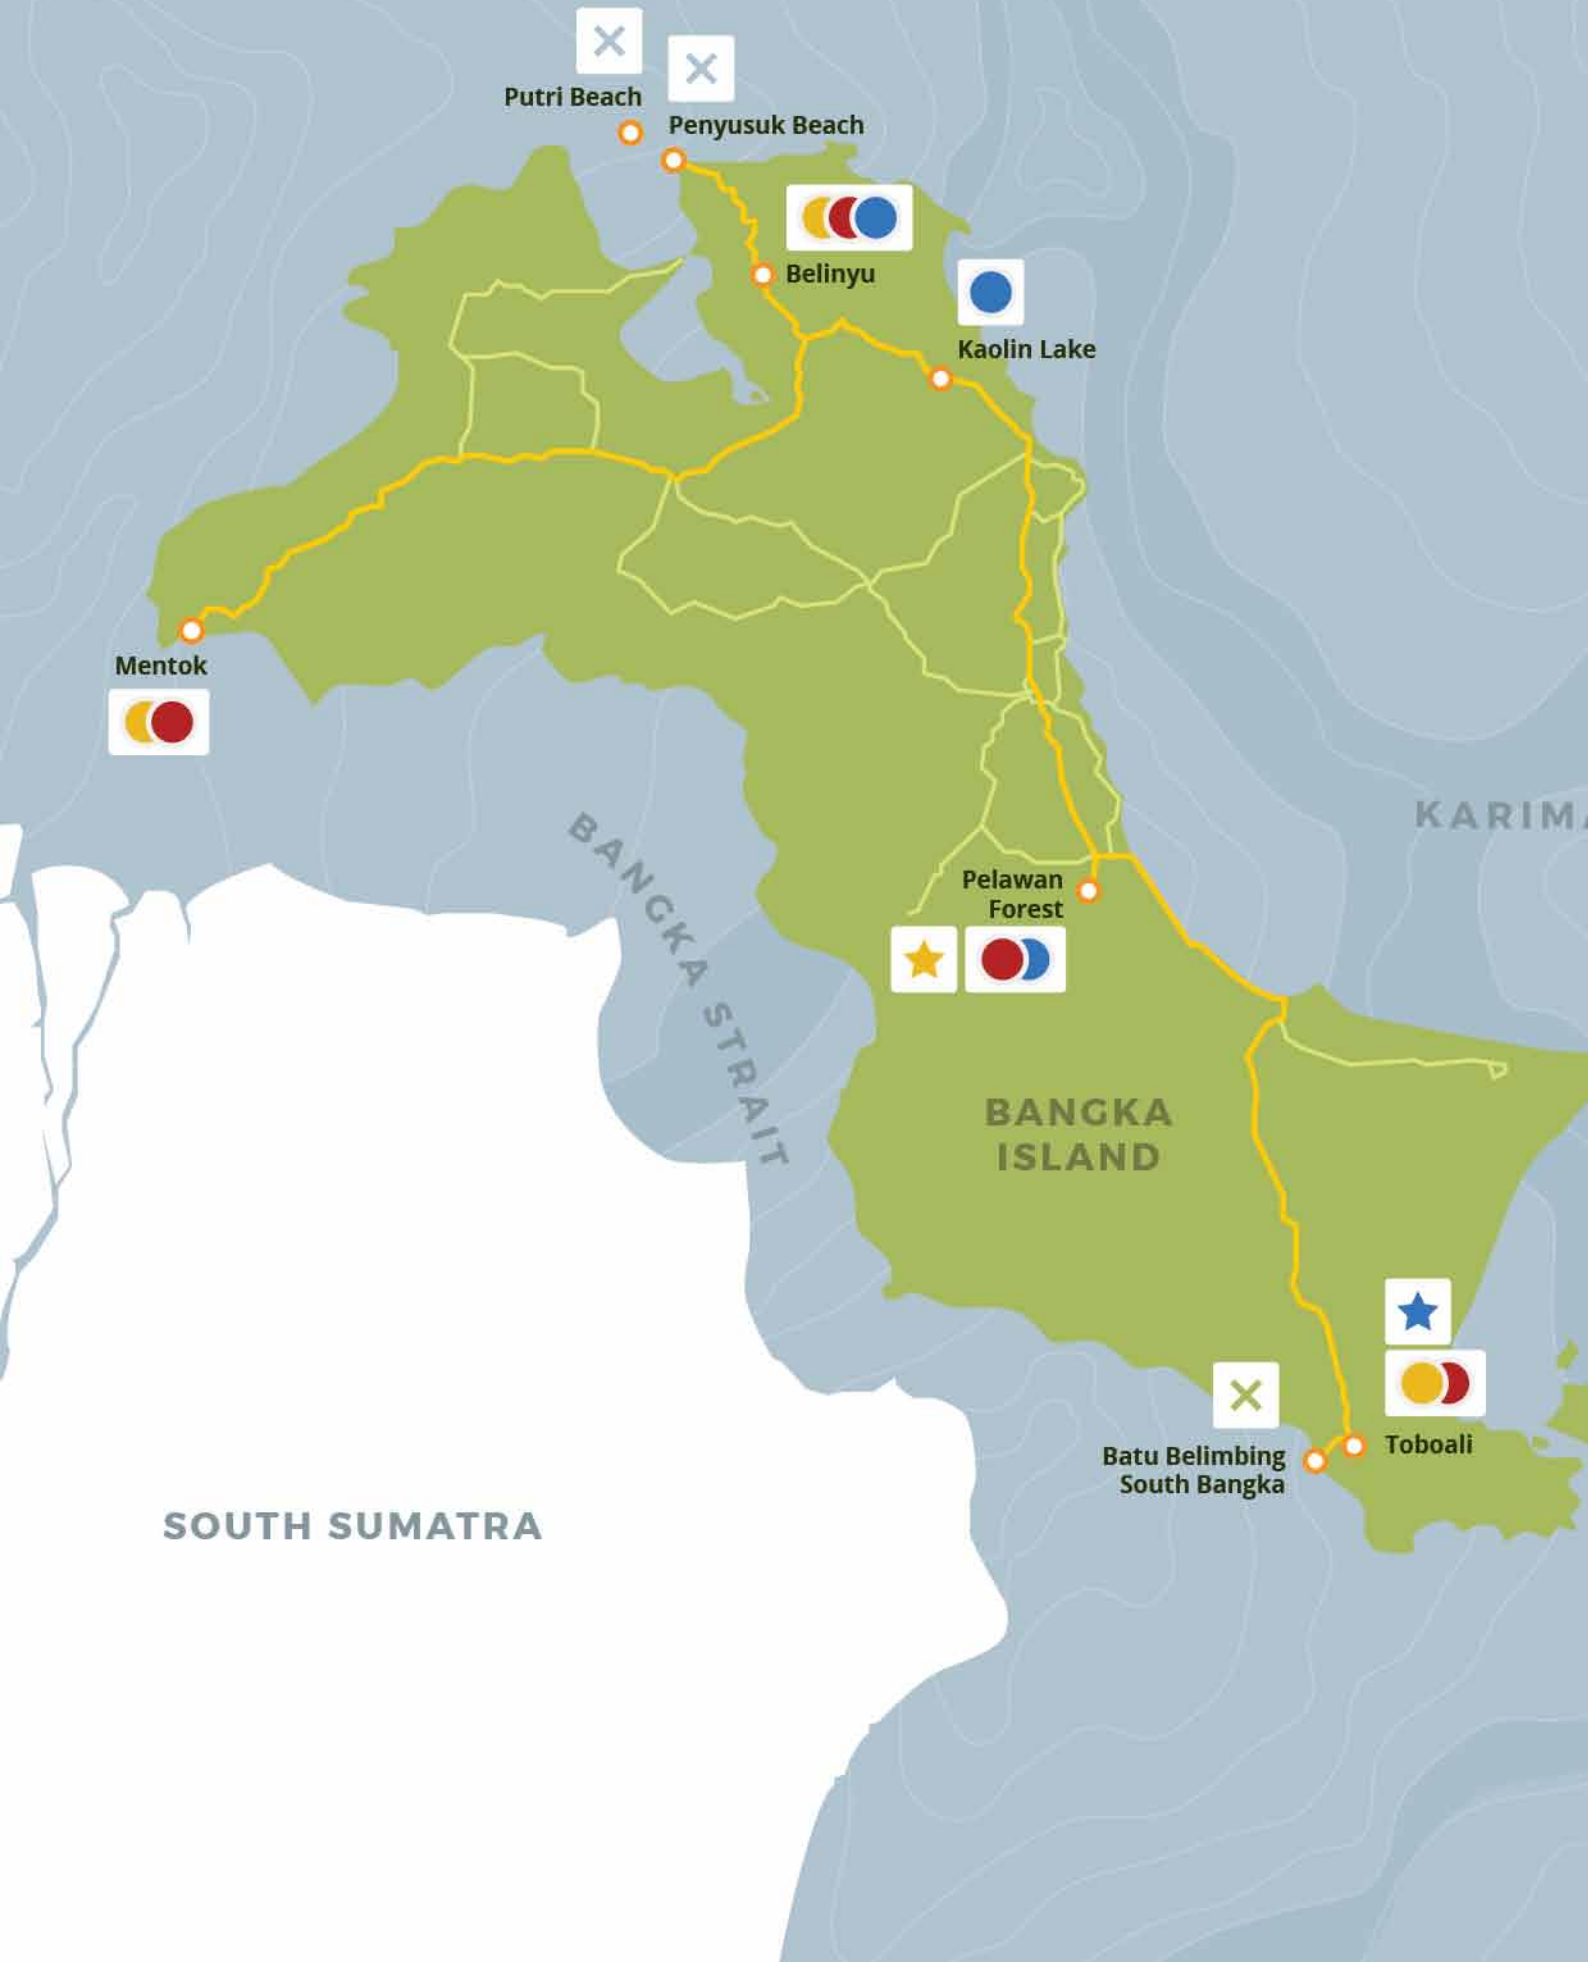 Putri Beach
Penyusuk Beach
Belinyu
Kaolin Lake
Mentok
KARIMA
BANGKA STRAIT
Pelawan
Forest
BANGKA
ISLAND
Toboali
Batu Belimbing
South Bangka
SOUTH SUMATRA